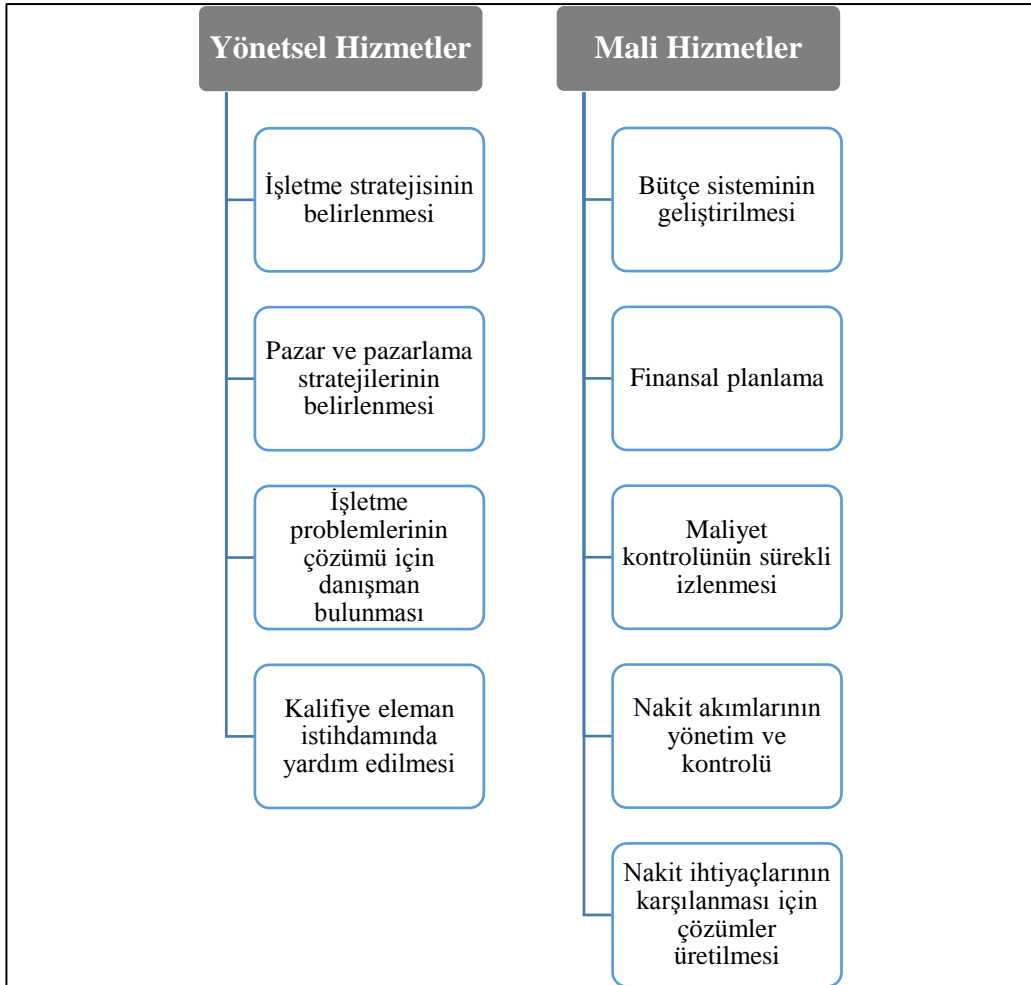 Yönetsel Hizmetler
İşletme stratejisinin
belirlenmesi
Pazar ve pazarlama
stratejilerinin
belirlenmesi
İşletme
problemlerinin
çözümü için
danışman
bulunması
Kalifiye eleman
istihdamında
yardım edilmesi
Mali Hizmetler
Bütçe sisteminin
geliştirilmesi
Finansal planlama
Maliyet
kontrolünün sürekli
izlenmesi
Nakit akımlarının
yönetim ve
kontrolü
Nakit ihtiyaçlarının
karşılanması için
çözümler
üretilmesi